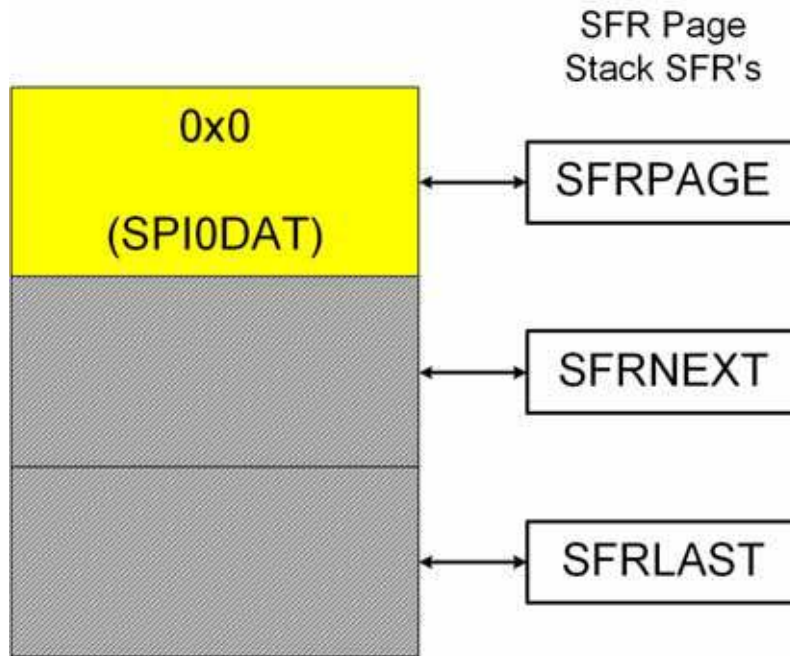 SFR Page
Stack SFR's
0x0
(SPI0DAT)
SFRPAGE
SFRNEXT
SFRLAST